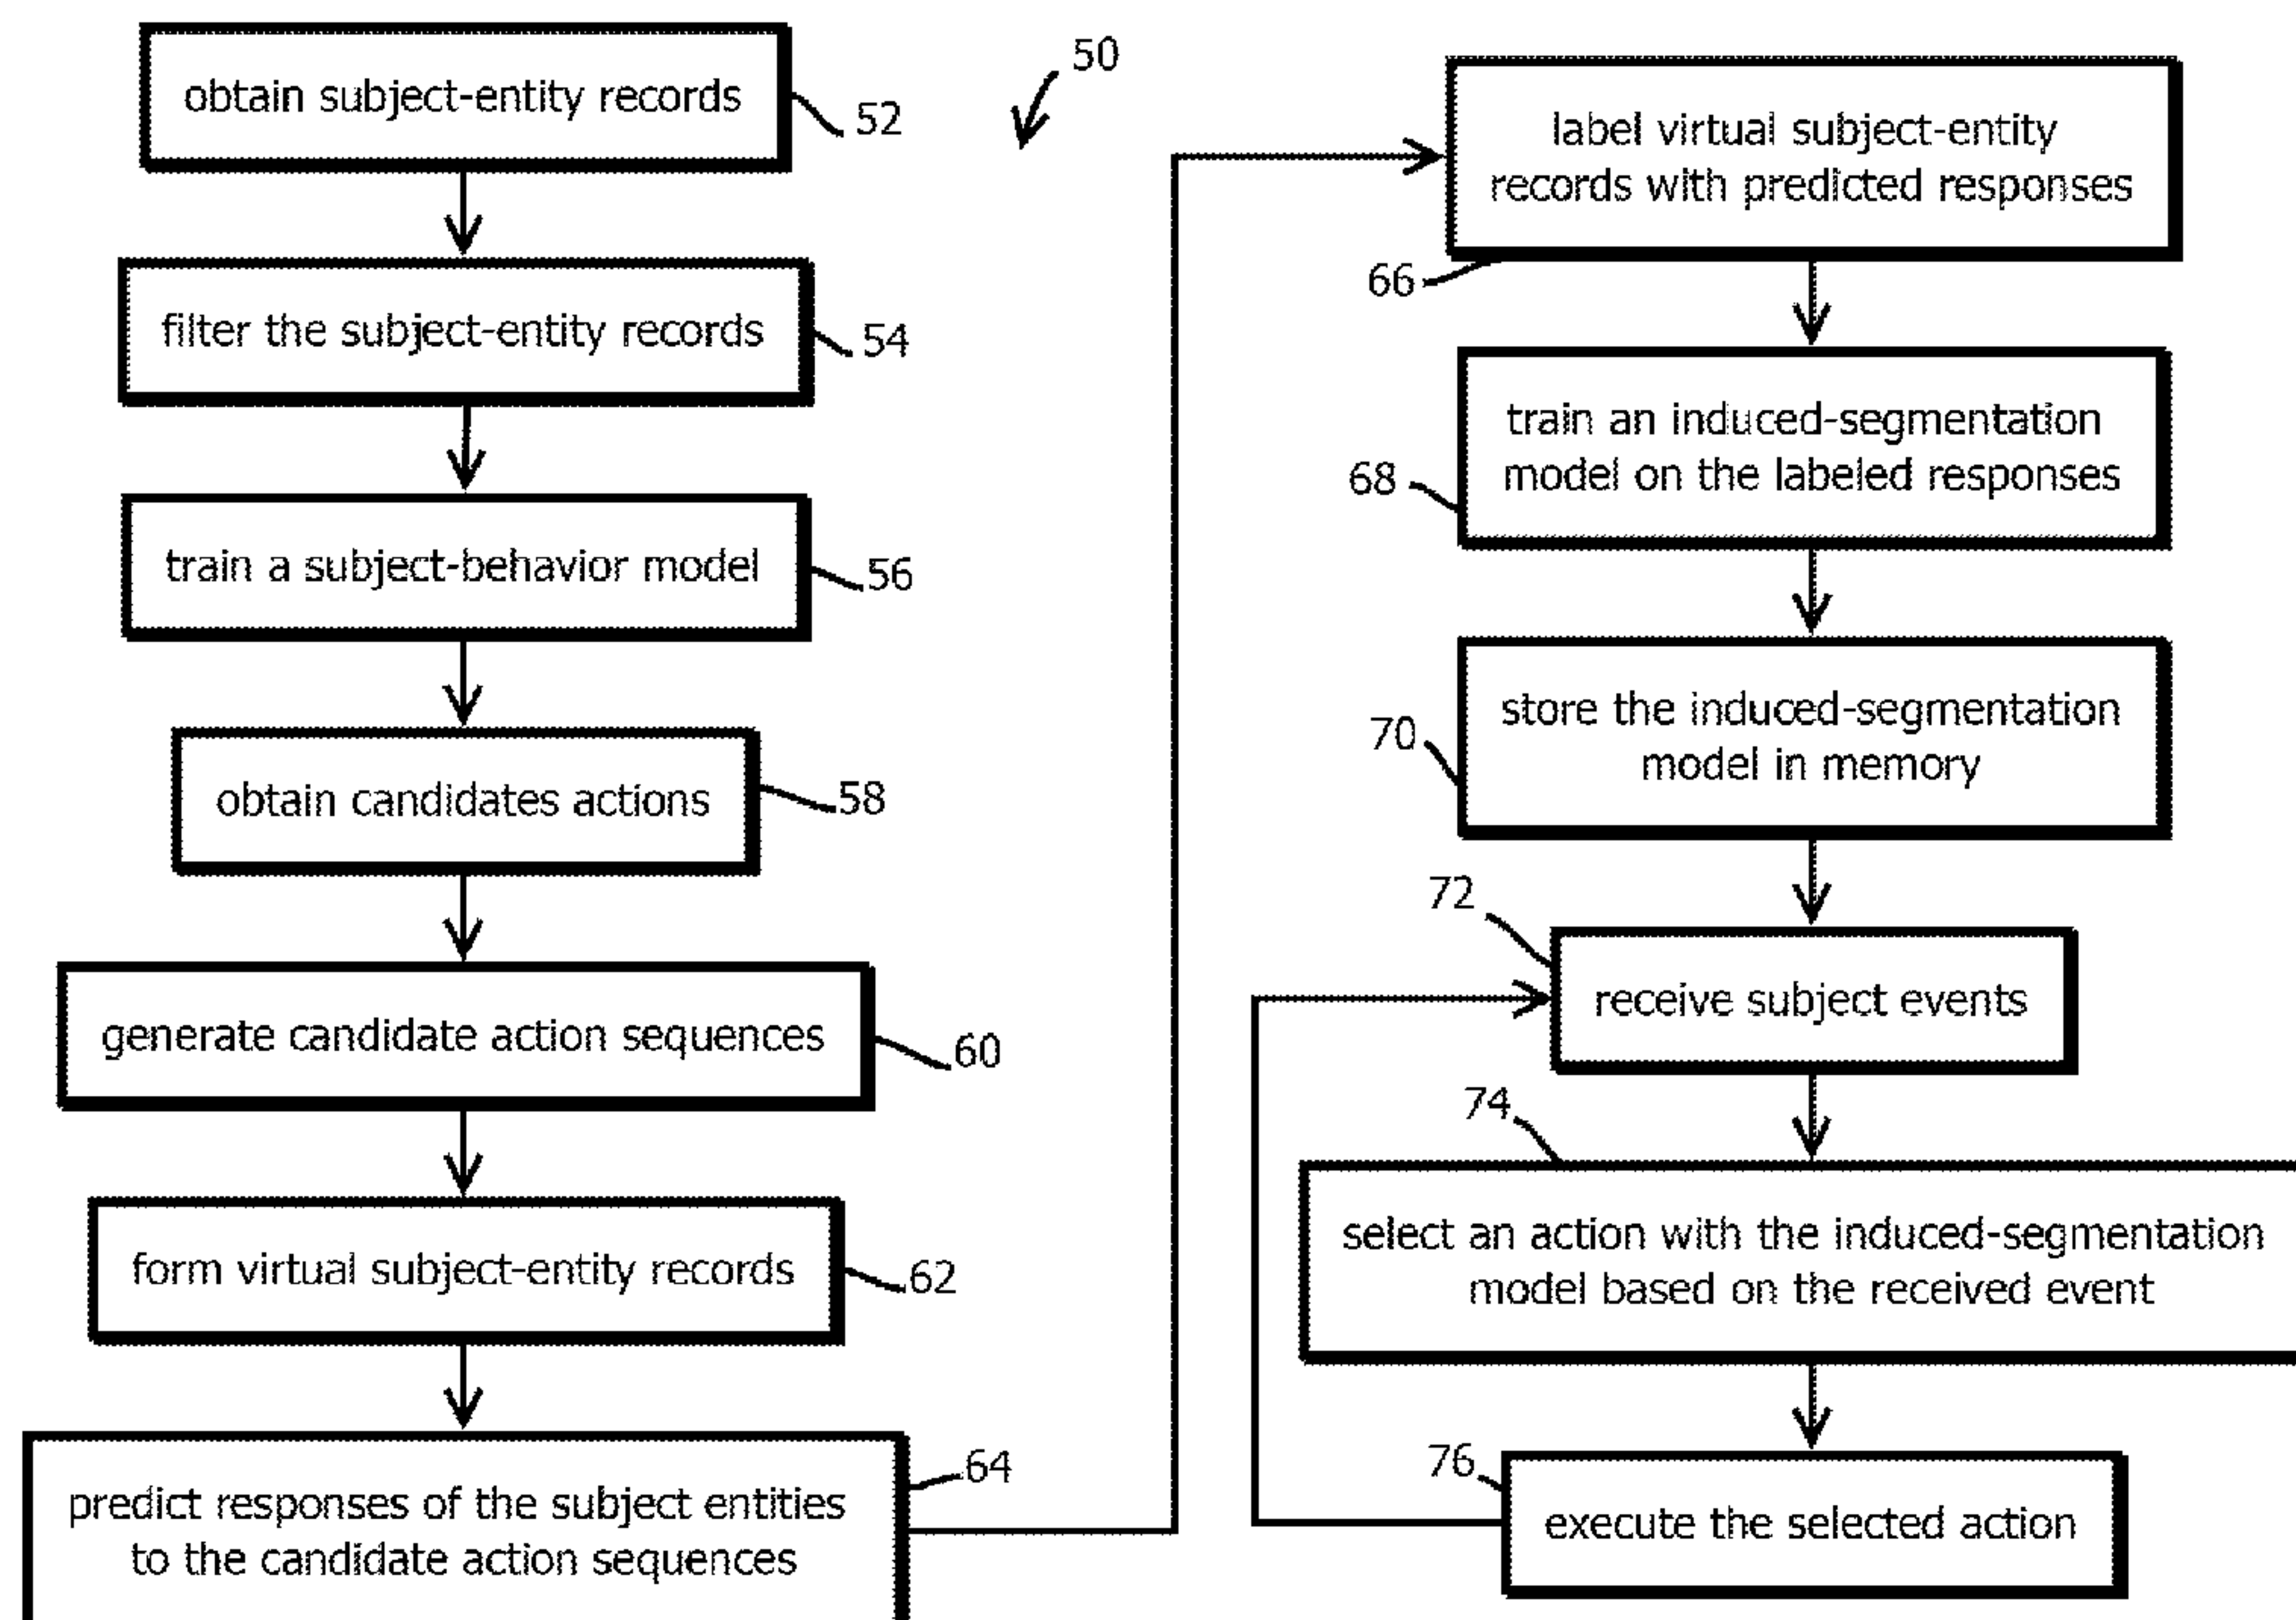 obtain subject-entity records
52
filter the subject-entity records
54
train a subject-behavior model
56
obtain candidates actions
58
generate candidate action sequences
60
form virtual subject-entity records
62
predict responses of the subject entities
to the candidate action sequences
64
50
label virtual subject-entity
records with predicted responses
66
train an induced-segmentation
model on the labeled responses
68
store the induced-segmentation
model in memory
70
72
receive subject events
74
select an action with the induced-segmentation
model based on the received event
76
execute the selected action